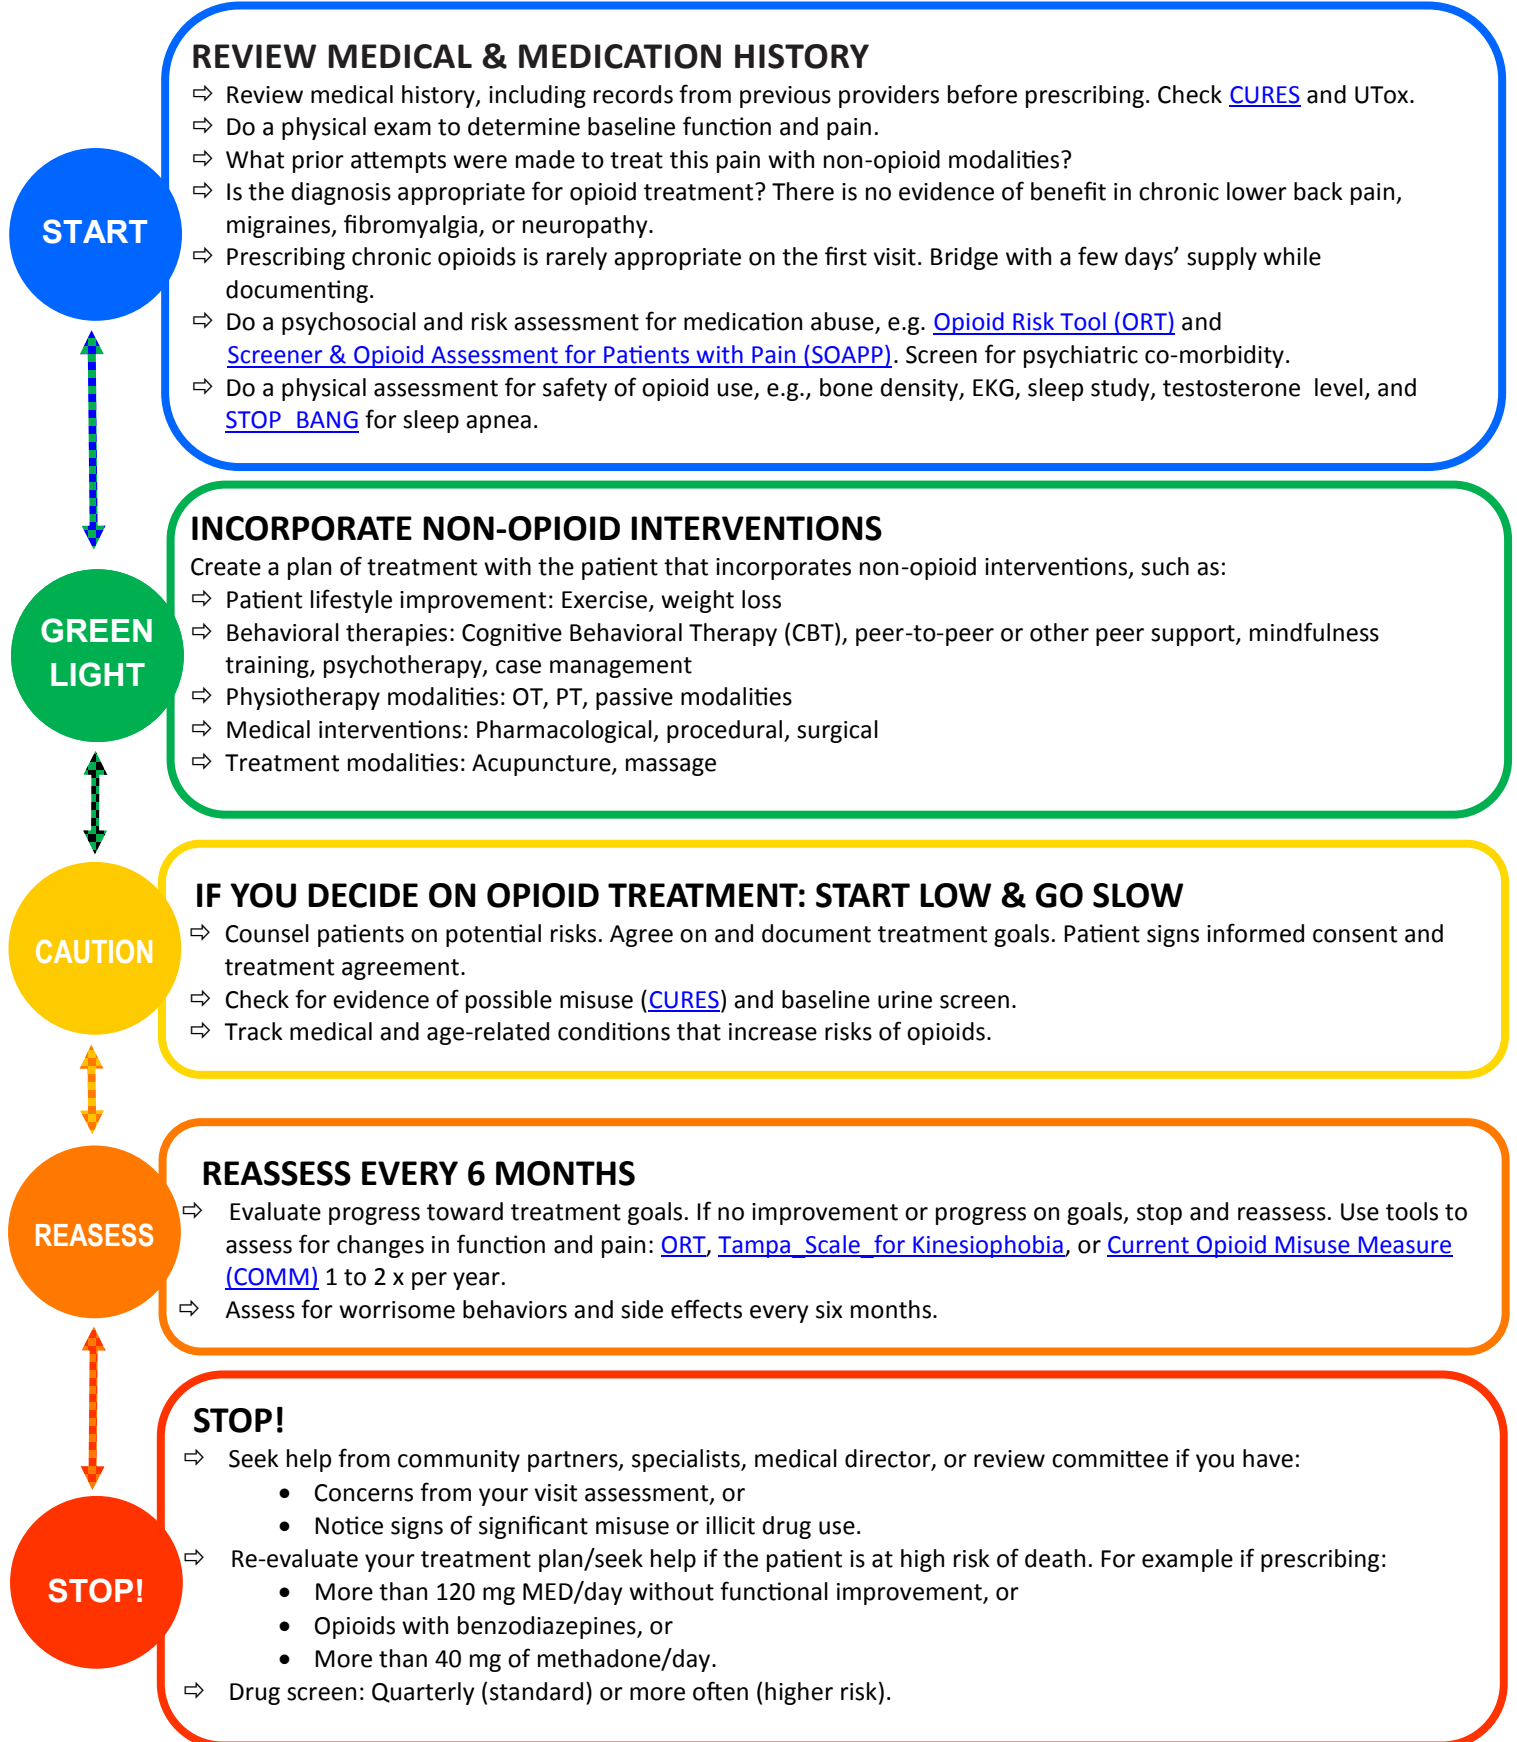 REVIEW MEDICAL & MEDICATION HISTORY
⇨ Review medical history, including records from previous providers before prescribing. Check CURES and UTox.
⇨ Do a physical exam to determine baseline function and pain.
⇨ What prior attempts were made to treat this pain with non-opioid modalities?
⇨ Is the diagnosis appropriate for opioid treatment? There is no evidence of benefit in chronic lower back pain,
migraines, fibromyalgia, or neuropathy.
START
⇨ Prescribing chronic opioids is rarely appropriate on the first visit. Bridge with a few days' supply while
documenting.
⇨ Do a psychosocial and risk assessment for medication abuse, e.g. Opioid Risk Tool (ORT) and
Screener & Opioid Assessment for Patients with Pain (SOAPP). Screen for psychiatric co-morbidity.
⇨ Do a physical assessment for safety of opioid use, e.g., bone density, EKG, sleep study, testosterone level, and
STOP_BANG for sleep apnea.
INCORPORATE NON-OPIOID INTERVENTIONS
Create a plan of treatment with the patient that incorporates non-opioid interventions, such as:
⇨ Patient lifestyle improvement: Exercise, weight loss
GREEN
LIGHT
⇨ Behavioral therapies: Cognitive Behavioral Therapy (CBT), peer-to-peer or other peer support, mindfulness
training, psychotherapy, case management
⇨ Physiotherapy modalities: OT, PT, passive modalities
⇨ Medical interventions: Pharmacological, procedural, surgical
⇨ Treatment modalities: Acupuncture, massage
IF YOU DECIDE ON OPIOID TREATMENT: START LOW & GO SLOW
CAUTION
⇨ Counsel patients on potential risks. Agree on and document treatment goals. Patient signs informed consent and
treatment agreement.
⇨ Check for evidence of possible misuse (CURES) and baseline urine screen.
⇨ Track medical and age-related conditions that increase risks of opioids.
REASSESS EVERY 6 MONTHS
REASESS
⇨ Evaluate progress toward treatment goals. If no improvement or progress on goals, stop and reassess. Use tools to
assess for changes in function and pain: ORT, Tampa_Scale_for Kinesiophobia, or Current Opioid Misuse Measure
(COMM) 1 to 2 x per year.
⇨ Assess for worrisome behaviors and side effects every six months.
STOP!
⇨ Seek help from community partners, specialists, medical director, or review committee if you have:
• Concerns from your visit assessment, or
• Notice signs of significant misuse or illicit drug use.
⇨ Re-evaluate your treatment plan/seek help if the patient is at high risk of death. For example if prescribing:
STOP!
• More than 120 mg MED/day without functional improvement, or
• Opioids with benzodiazepines, or
• More than 40 mg of methadone/day.
⇨ Drug screen: Quarterly (standard) or more often (higher risk).